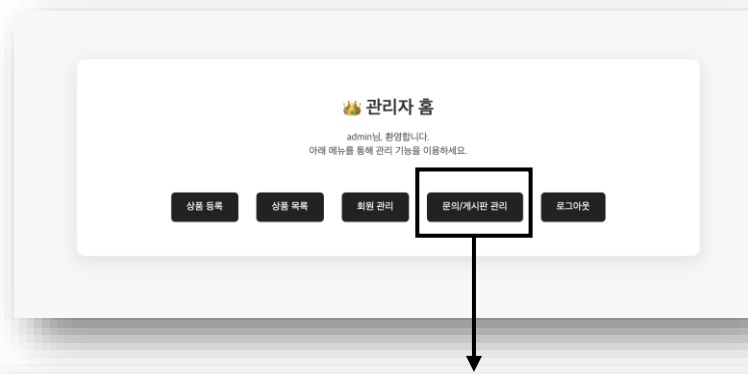 👑 관리자 홈
admin님, 환영합니다.
아래 메뉴를 통해 관리 기능을 이용하세요.
상품 등록 상품 목록 회원 관리 문의/게시판 관리 로그아웃